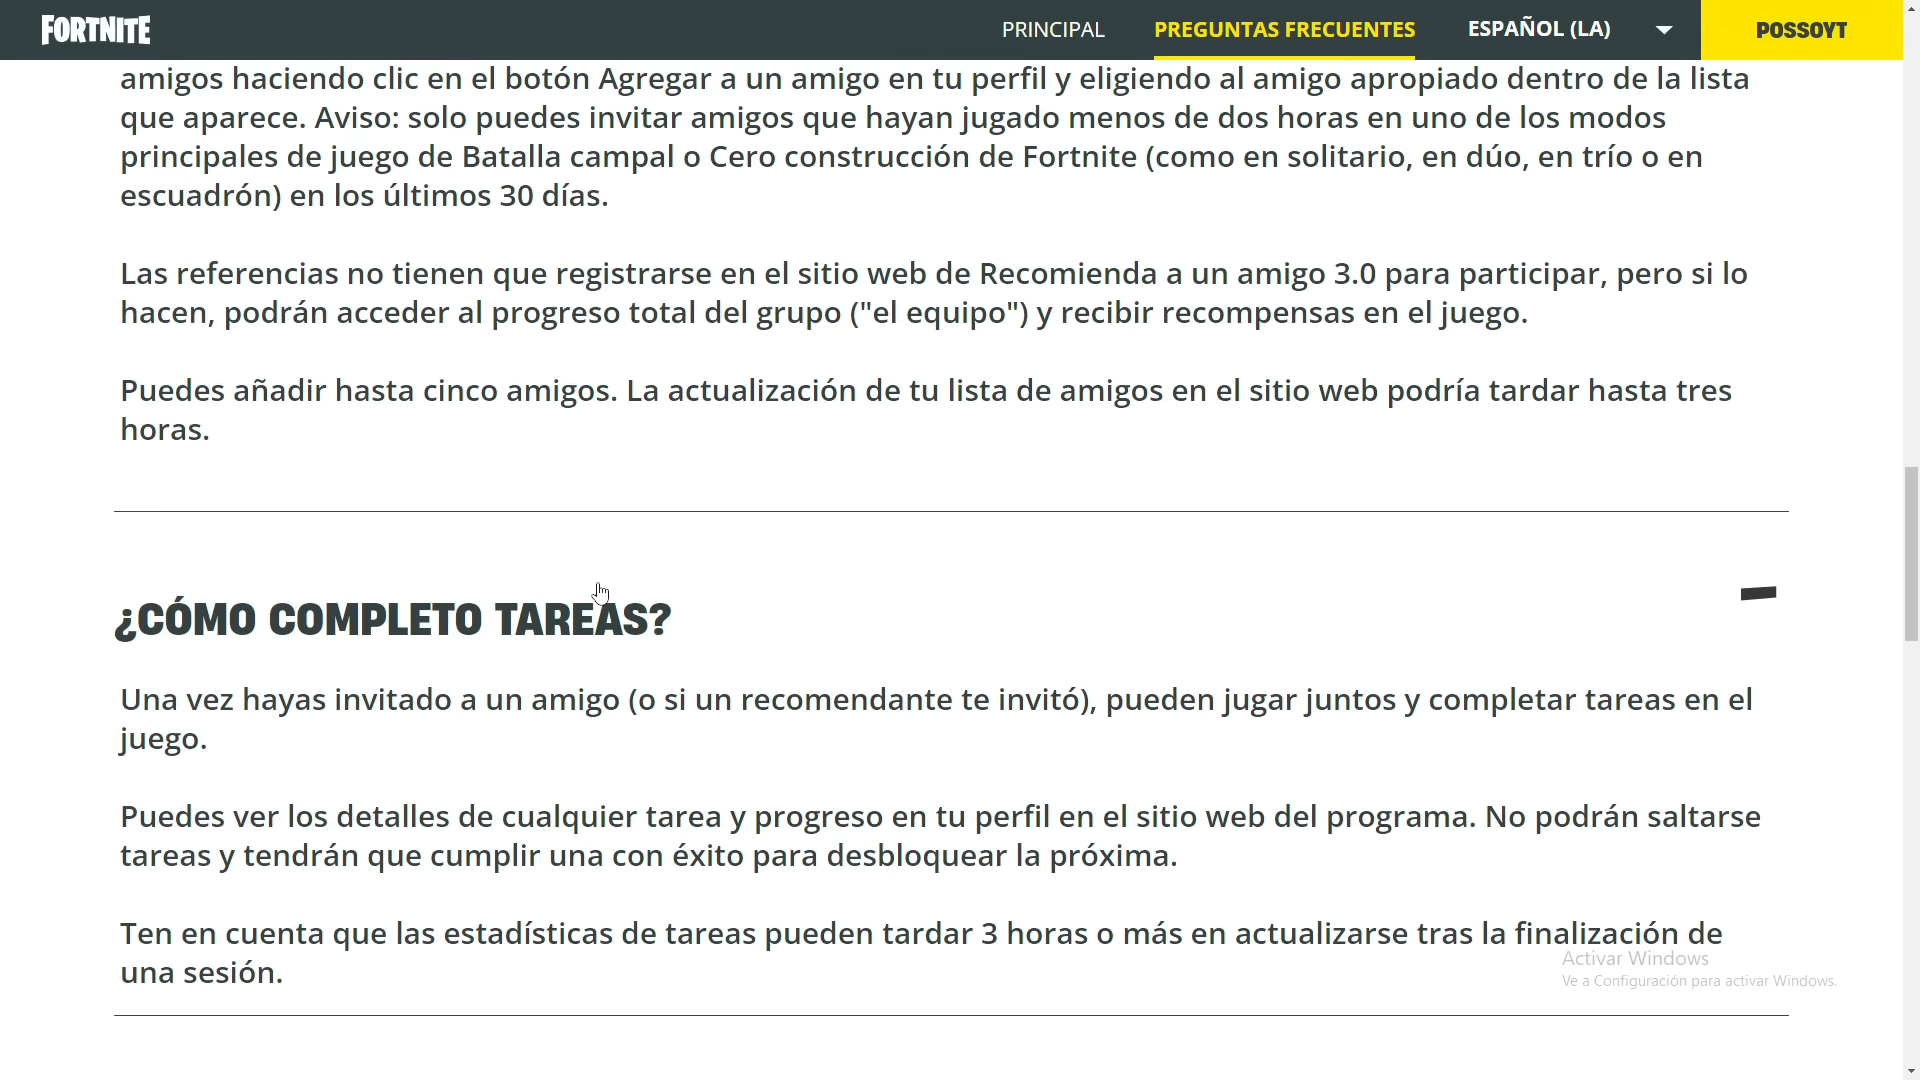 FORTNITE
PRINCIPAL
PREGUNTAS FRECUENTES
ESPAÑOL (LA)
POSSOYT
amigos haciendo clic en el botón Agregar a un amigo en tu perfil y eligiendo al amigo apropiado dentro de la lista
que aparece. Aviso: solo puedes invitar amigos que hayan jugado menos de dos horas en uno de los modos
principales de juego de Batalla campal o Cero construcción de Fortnite (como en solitario, en dúo, en trío o en
escuadrón) en los últimos 30 días.
Las referencias no tienen que registrarse en el sitio web de Recomienda a un amigo 3.0 para participar, pero si lo
hacen, podrán acceder al progreso total del grupo ("el equipo") y recibir recompensas en el juego.
Puedes añadir hasta cinco amigos. La actualización de tu lista de amigos en el sitio web podría tardar hasta tres
horas.
¿CÓMO COMPLETO TAREAS?
Una vez hayas invitado a un amigo (o si un recomendante te invitó), pueden jugar juntos y completar tareas en el
juego.
Puedes ver los detalles de cualquier tarea y progreso en tu perfil en el sitio web del programa. No podrán saltarse
tareas y tendrán que cumplir una con éxito para desbloquear la próxima.
Ten en cuenta que las estadísticas de tareas pueden tardar 3 horas o más en actualizarse tras la finalización de
una sesión.
Activar Windows
Ve a Configuración para activar Windows.